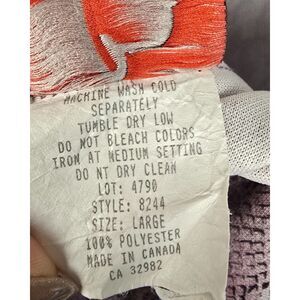 MACHINE WASH COLD
SEPARATELY
TUMBLE DRY LOW
DO NOT BLEACH COLORS
IRON AT MEDIUM SETTING
DO NT DRY CLEAN
LOT: 4790
STYLE: 8244
SIZE: LARGE
100% POLYESTER
MADE IN CANADA
CA 32982